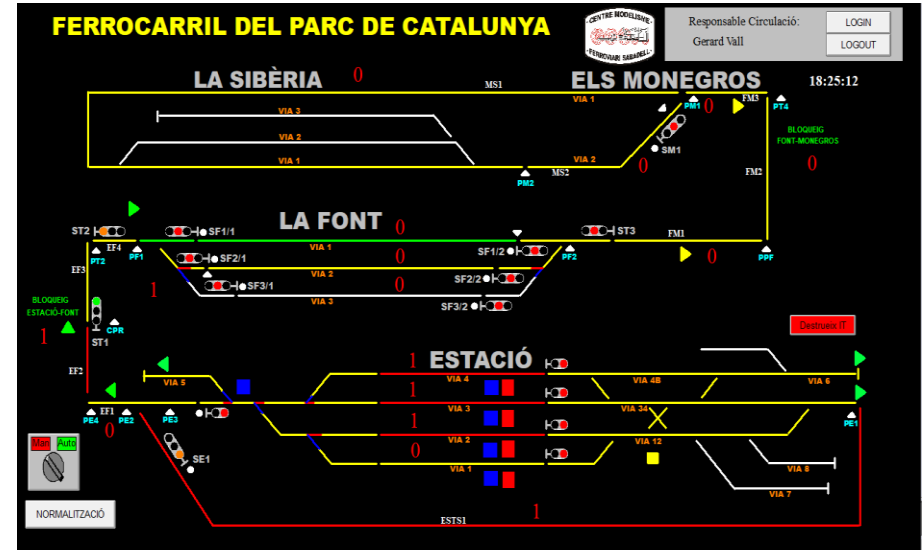 FERROCARRIL DEL PARC DE CATALUNYA
CENTRE MODELISME
FERROVIARI SABADELL
Responsable Circulació:
Gerard Vall
LOGIN
LOGOUT
LA SIBÈRIA 0 MS1 ELS MONEGROS 18:25:12
VIA 1 PM1 0 FM3 PT4
VIA 3
BLOQUEIG
FONT-MONEGROS
0
VIA 2
SM1
VIA 1 VIA 2 0
PM2 MS2 FM2
LA FONT 0
ST2 SF1/1 ST3 FM1
EF4 PT2 PF1 VIA 1 SF1/2 PF2 PPF
EF3 SF2/1 0 0
VIA 2 SF2/2
1 SF3/1 0
VIA 3 SF3/2
BLOQUEIG
ESTACIÓ-FONT
1
CPR
ST1
Destrueix IT
1 ESTACIÓ
EF2 VIA 5 VIA 4 VIA 4B VIA 6
1
EF1 VIA 3 VIA 34
PE4 PE2 PE3 PE1
0 1
VIA 2 VIA 12
Man Auto
SE1 0
VIA 1 VIA 8
VIA 7
NORMALITZACIÓ
ESTS1 1